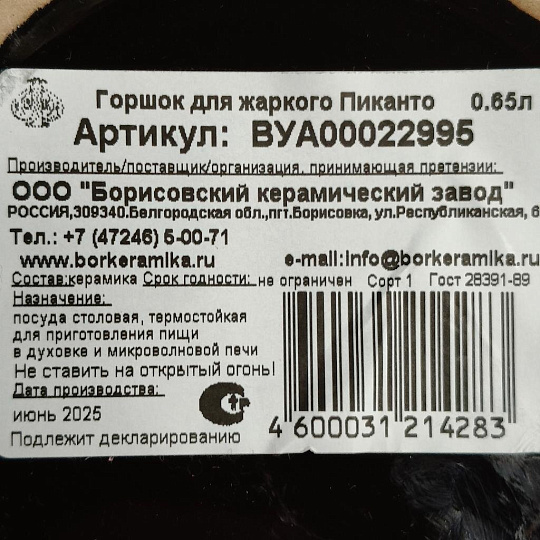 Горшок для жаркого Пиканто 0.65л
Артикул: ВУА00022995
Производитель/поставщик/организация, принимающая претензии:
ООО "Борисовский керамический завод"
РОССИЯ,309340.Белгородская обл.,пгт.Борисовка, ул.Республиканская, 6
Тел.: +7 (47246) 5-00-71
www.borkeramika.ru e-mail:info@borkeramika.ru
Состав:керамика Срок годности: не ограничен Сорт 1 Гост 28391-89
Назначение:
посуда столовая, термостойкая
для приготовления пищи
в духовке и микроволновой печи
Не ставить на открытый огонь!
Дата производства:
июнь 2025
Подлежит декларированию
4 600031 214283